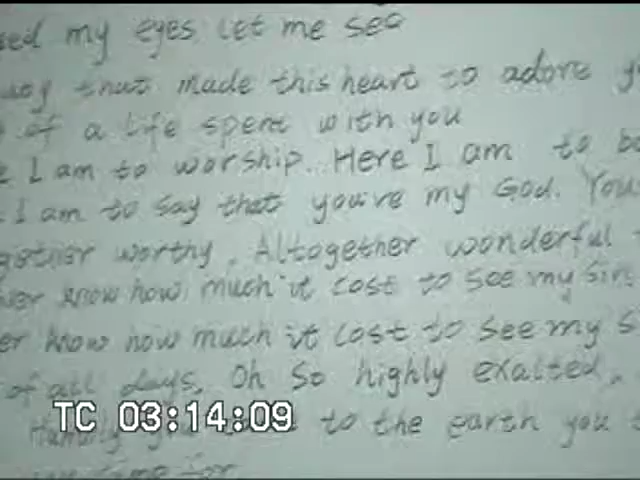 my eyes Let me see
that made this heart to adore
of a Life spent with you
I am to worship. Here I am to
I am to say that you're my God. You
worthy. Altogether wonderful
know how much it cost to see my sin
know how much it cost to see my s
of all days. Oh so highly exalted,
to the earth you
TC 03:14:09